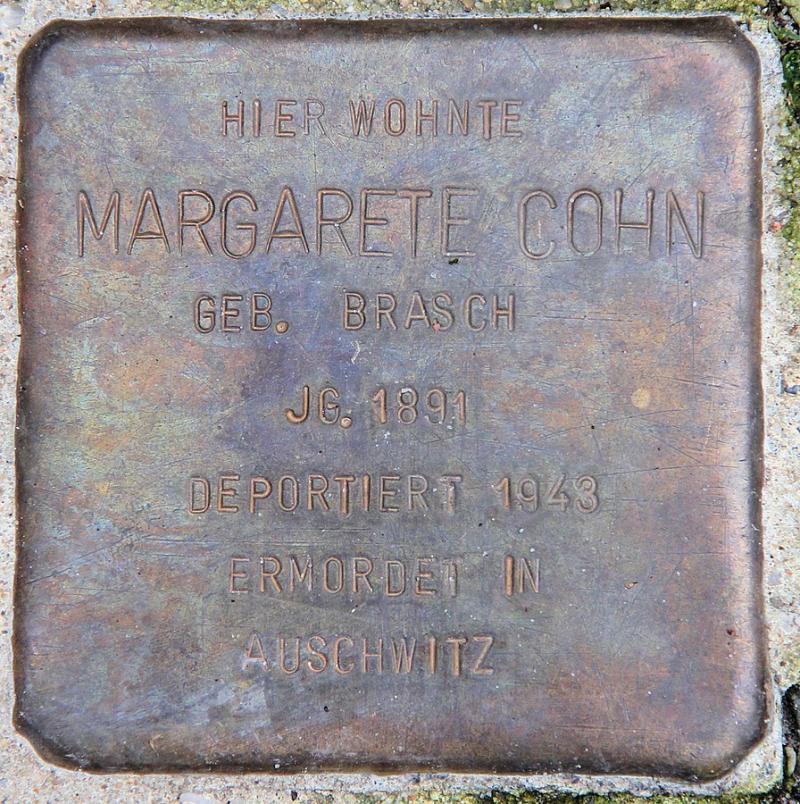 HIER WOHNTE
MARGARETE COHN
GEB. BRASCH
JG. 1891
DEPORTIERT 1943
ERMORDET IN
AUSCHWITZ